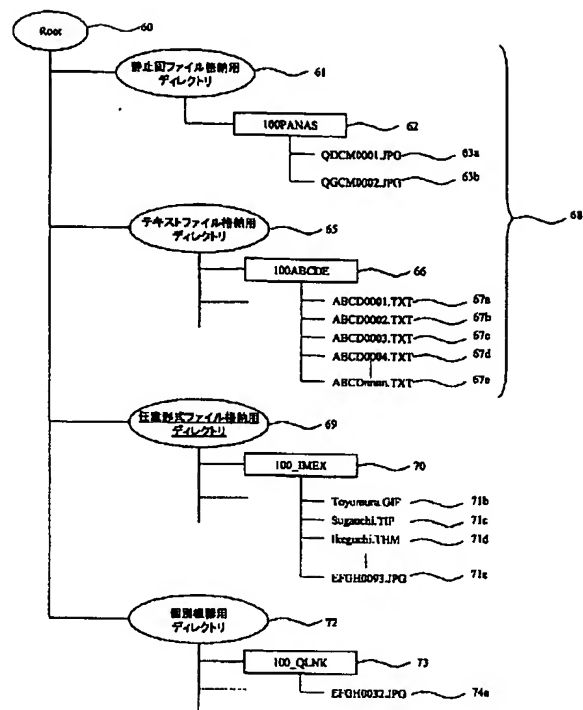 Root 60
静止画ファイル格納用
ディレクトリ 61
100PANAS 62
QDCM0001.JPG 63a
QGCM0002.JPG 63b
68
テキストファイル格納用
ディレクトリ 65
100ABCDE 66
ABCD0001.TXT 67a
ABCD0002.TXT 67b
ABCD0003.TXT 67c
ABCD0004.TXT 67d
ABCDnnnn.TXT 67e
任意形式ファイル格納用
ディレクトリ 69
100_IMEX 70
Toyomura.GIF 71b
Sugauchi.TIF 71c
Ikeguchi.THM 71d
EFGH0093.JPG 71e
個別機器用
ディレクトリ 72
100_QLNK 73
EFGH0032.JPG 74a